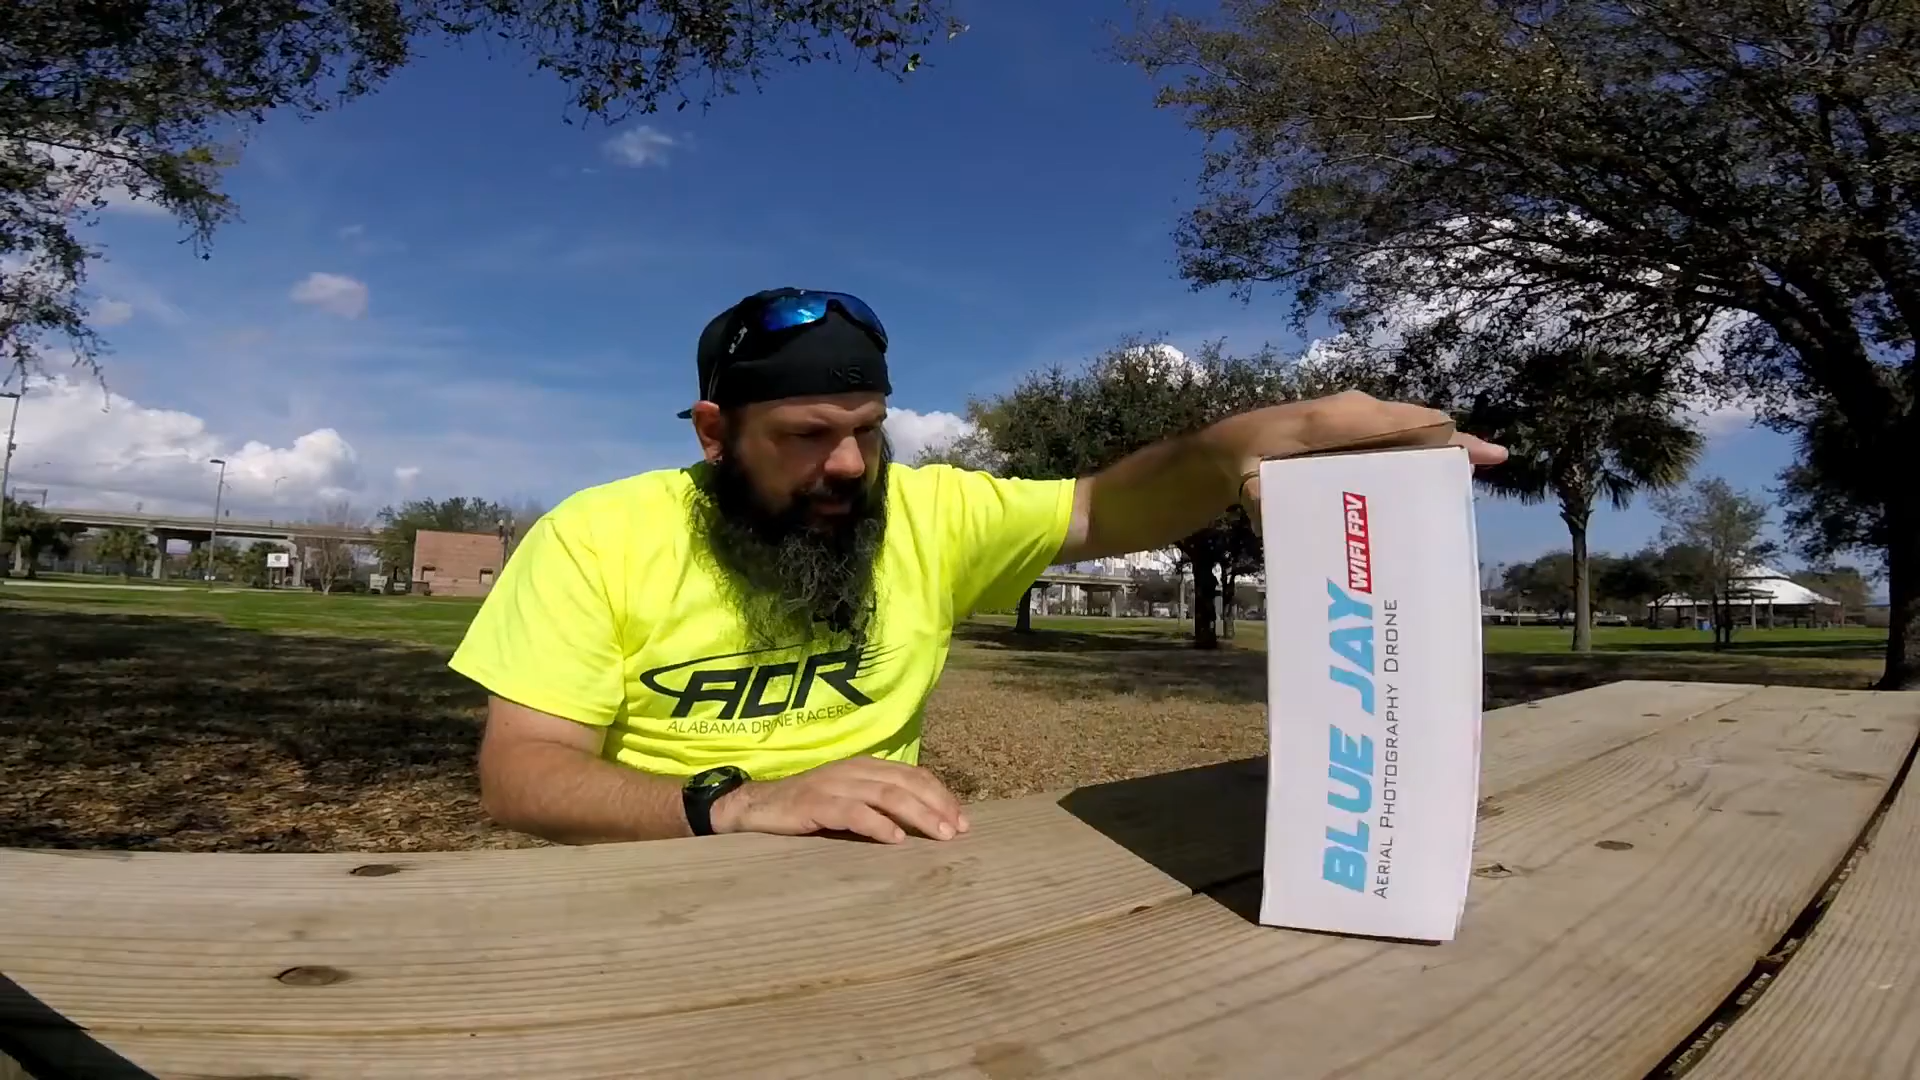 ADR
ALABAMA DRONE RACERS
BLUE JAY WIFI FPV
AERIAL PHOTOGRAPHY DRONE